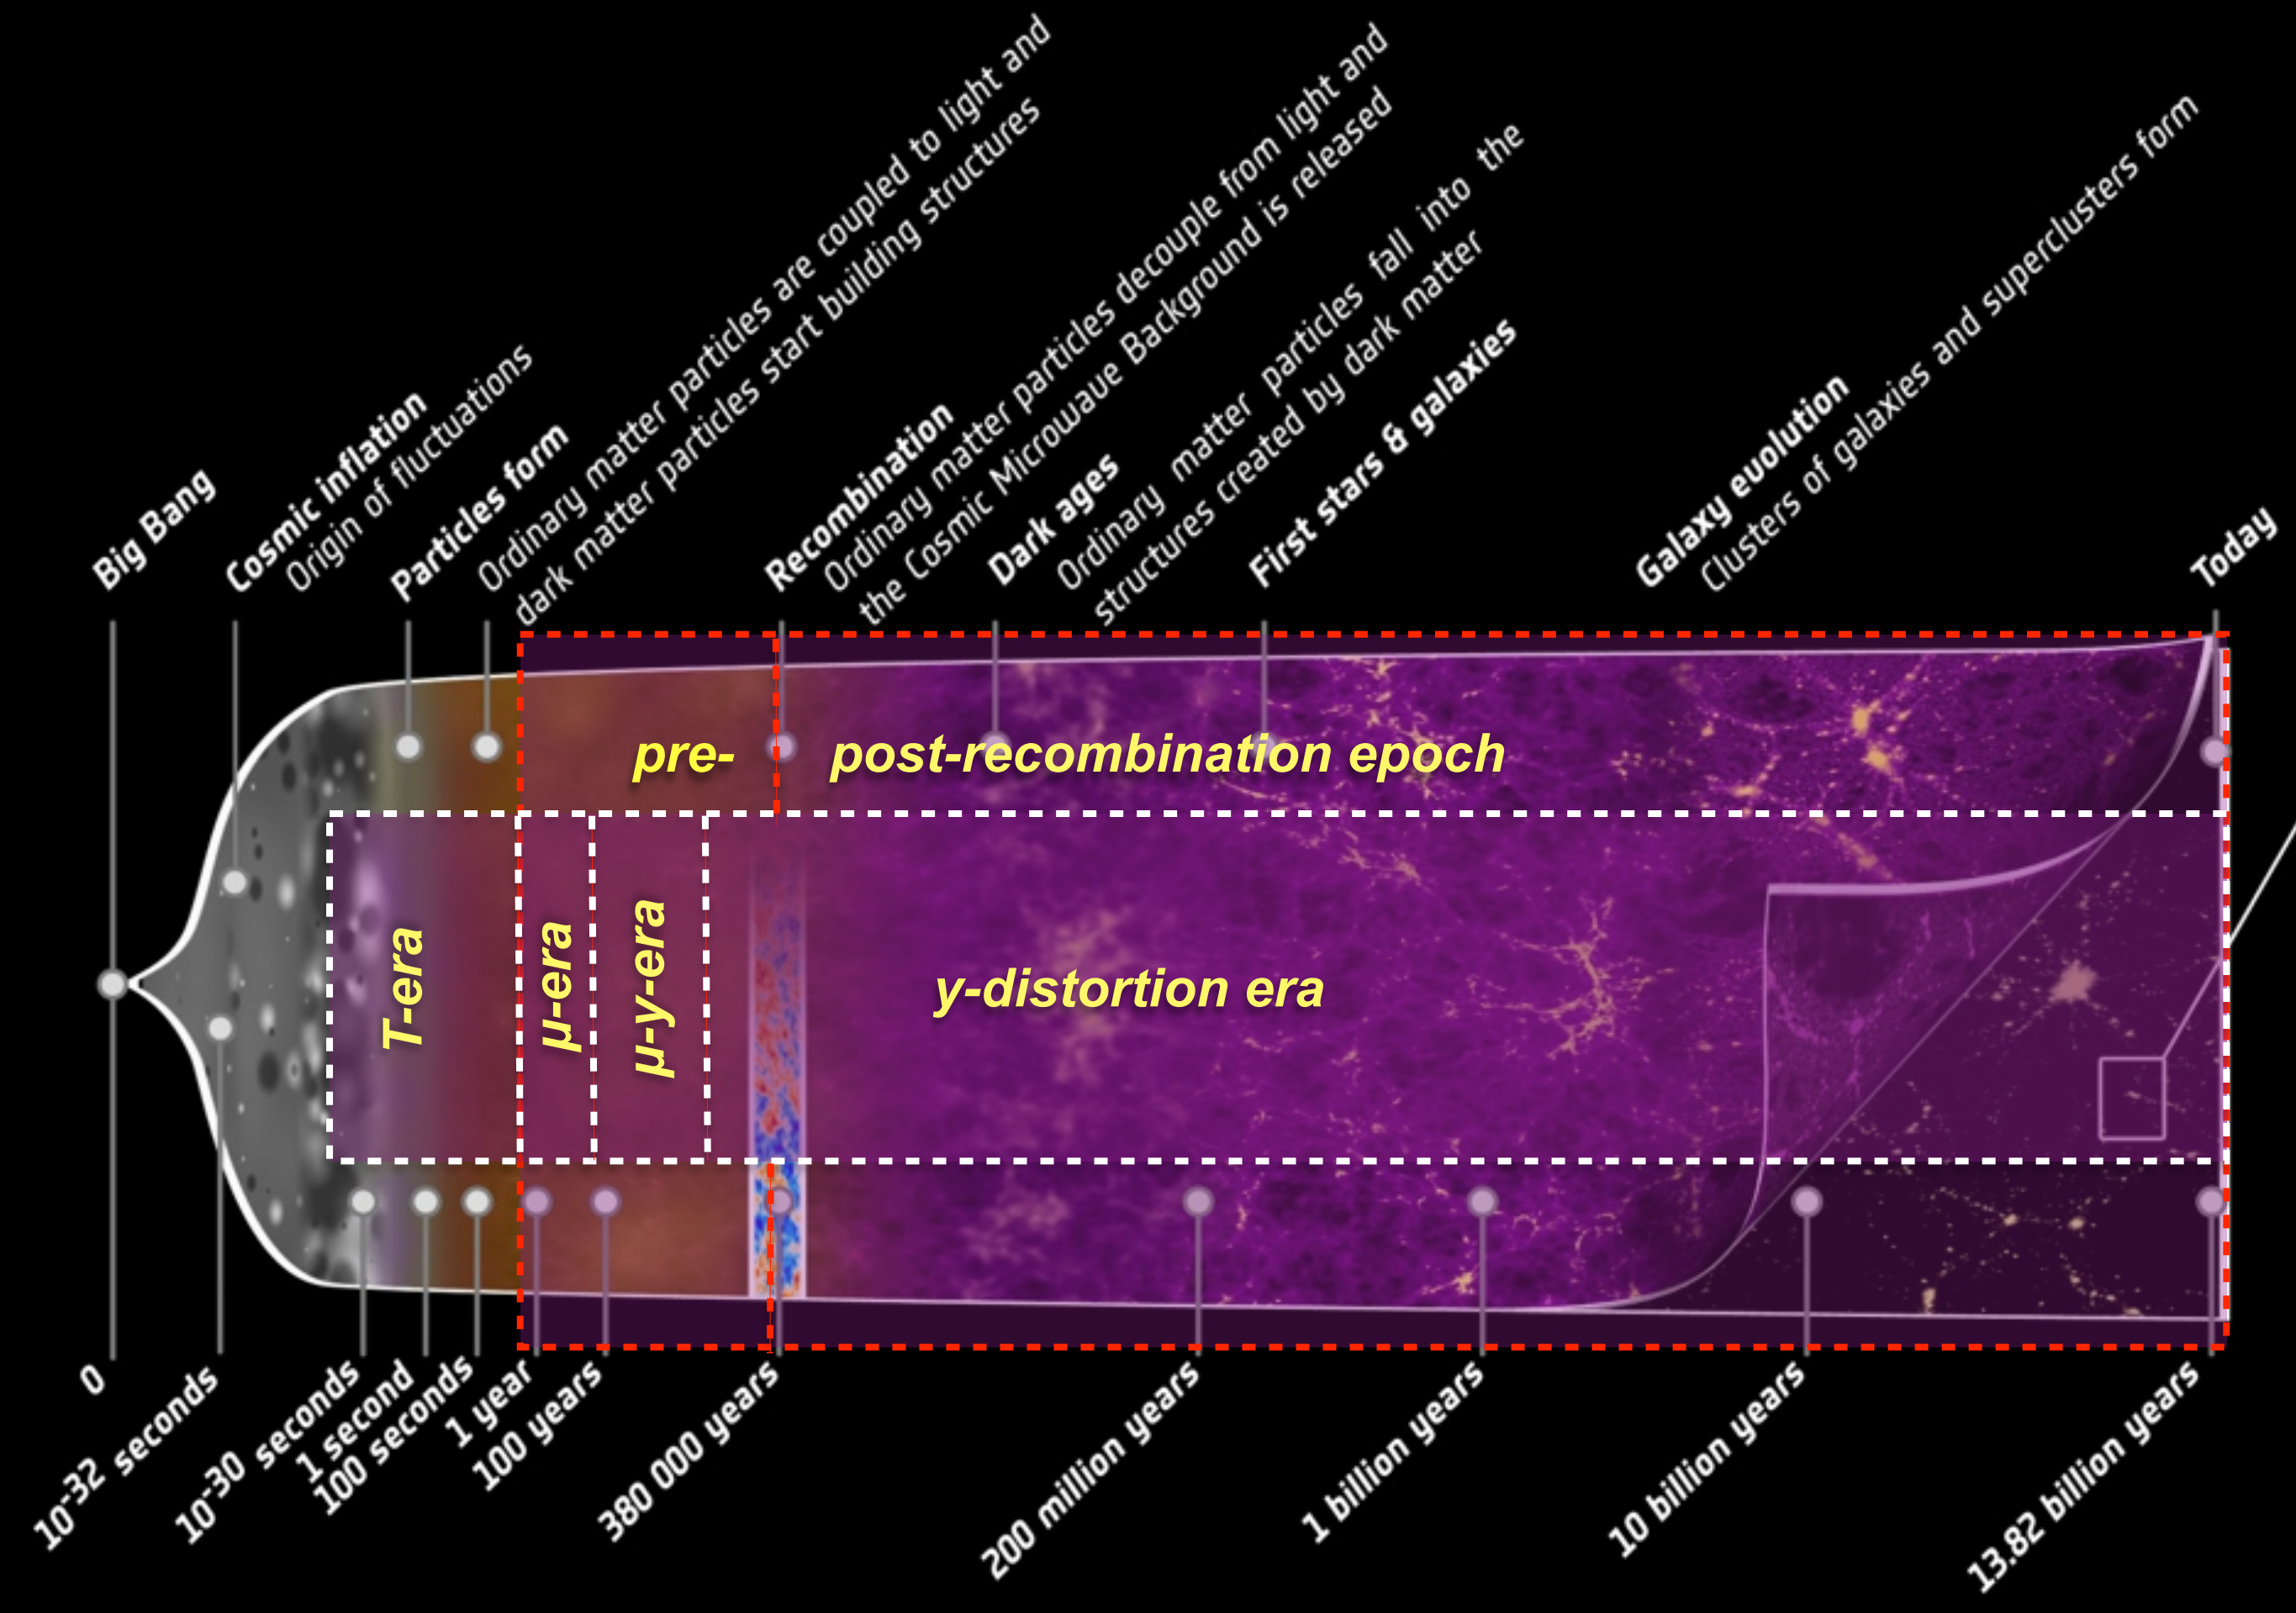 Big Bang
Cosmic inflation
Origin of fluctuations
Particles form
Ordinary matter particles are coupled to light and
dark matter particles start building structures
Recombination
Ordinary matter particles decouple from light and
the Cosmic Microwave Background is released
Dark ages
Ordinary matter particles fall into the
structures created by dark matter
First stars & galaxies
Galaxy evolution
Clusters of galaxies and superclusters form
Today
pre-
post-recombination epoch
T-era
μ-era
μ-y-era
y-distortion era
0
10-32 seconds
10-30 seconds
1 second
100 seconds
1 year
100 years
380 000 years
200 million years
1 billion years
10 billion years
13.82 billion years